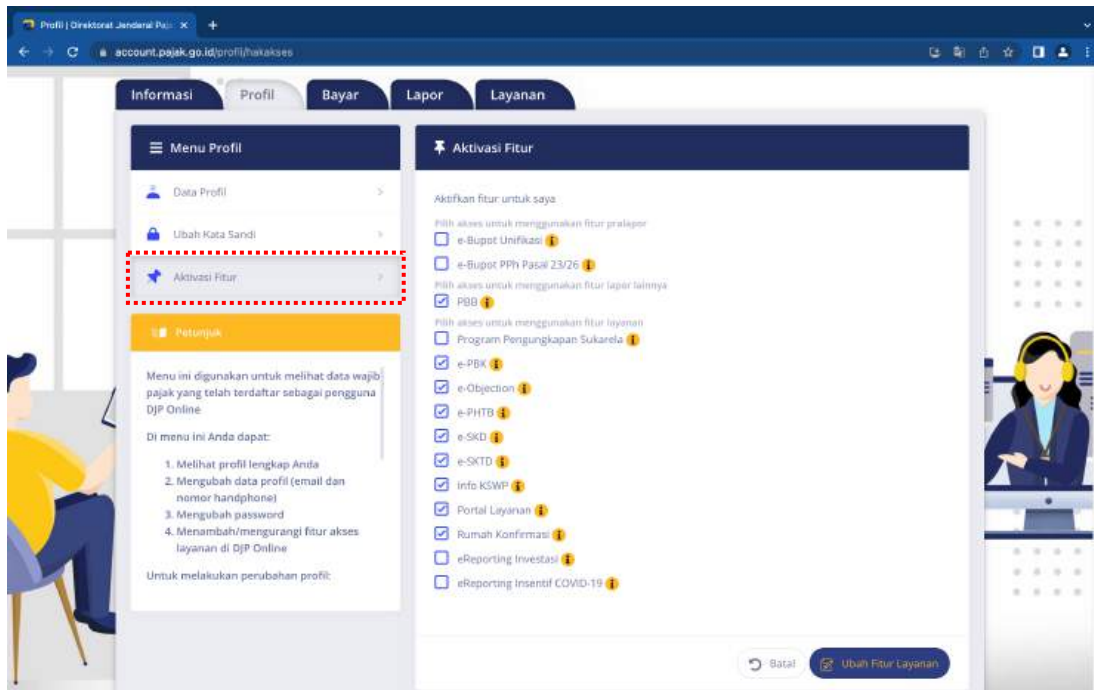 Profil | Direktorat Jenderal Paja
account.pajak.go.id/profil/hakakses
Informasi
Profil
Bayar
Lapor
Layanan
Menu Profil
Data Profil
Ubah Kata Sandi
Aktivasi Fitur
Petunjuk
Menu ini digunakan untuk melihat data wajib
pajak yang telah terdaftar sebagai pengguna
DJP Online
Di menu ini Anda dapat:
1. Melihat profil lengkap Anda
2. Mengubah data profil (email dan
nomor handphone)
3. Mengubah password
4. Menambah/mengurangi fitur akses
layanan di DJP Online
Untuk melakukan perubahan profil:
Aktivasi Fitur
Aktifkan fitur untuk saya
Pilih akses untuk menggunakan fitur pralapor
e-Bupot Unifikasi
e-Bupot PPh Pasal 23/26
Pilih akses untuk menggunakan fitur lapor lainnya
PBB
Pilih akses untuk menggunakan fitur layanan
Program Pengungkapan Sukarela
e-PBK
e-Objection
e-PHTB
e-SKD
e-SKTD
Info KSWP
Portal Layanan
Rumah Konfirmasi
eReporting Investasi
eReporting Insentif COVID-19
Batal
Ubah Fitur Layanan